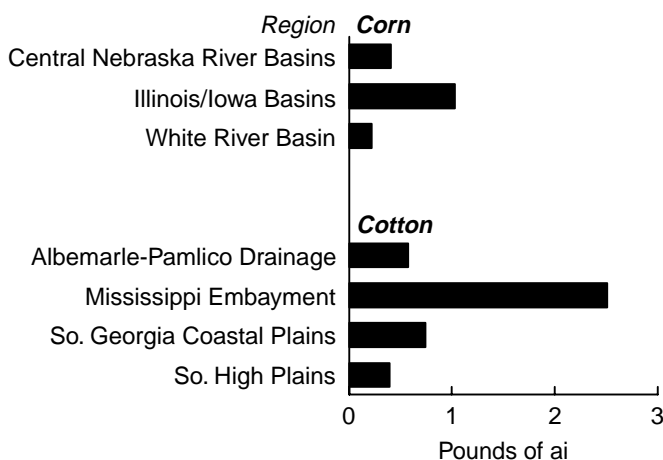 Region Corn
Central Nebraska River Basins
Illinois/Iowa Basins
White River Basin
Cotton
Albemarle-Pamlico Drainage
Mississippi Embayment
So. Georgia Coastal Plains
So. High Plains
0 1 2 3
Pounds of ai